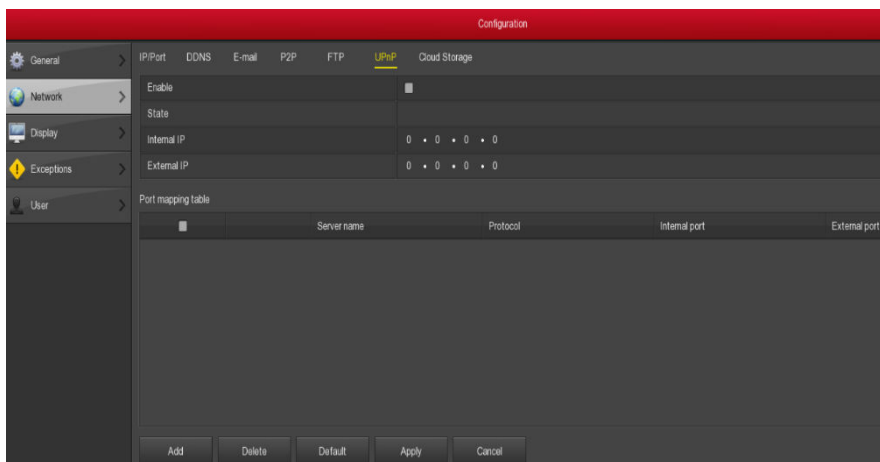 Configuration
General
Network
Display
Exceptions
User
IP/Port DDNS E-mail P2P FTP UPnP Cloud Storage
Enable
State
Internal IP 0 . 0 . 0 . 0
External IP 0 . 0 . 0 . 0
Port mapping table
Server name Protocol Internal port External port
Add Delete Default Apply Cancel